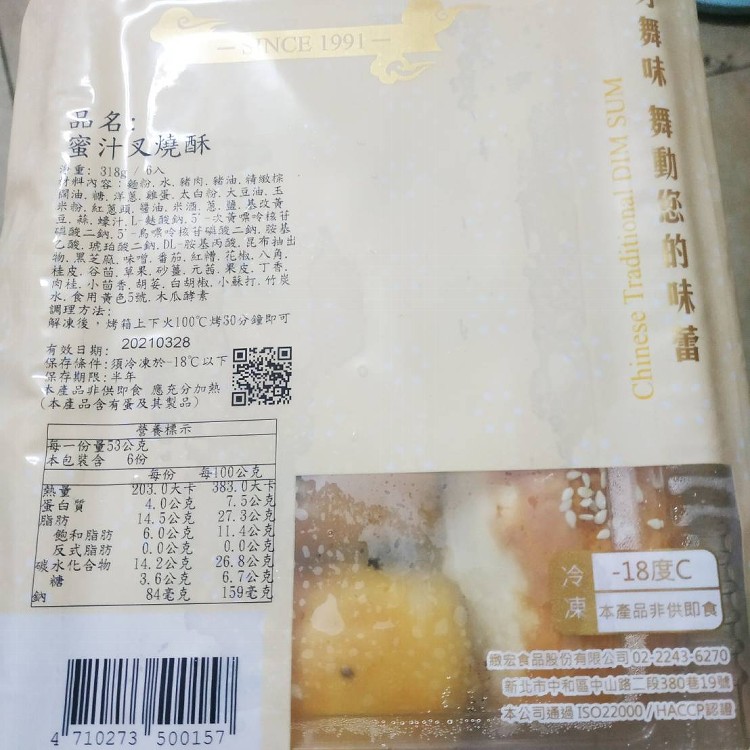 SINCE 1991
舞味 舞動您的味蕾
Chinese Traditional DIM SUM
品名:
蜜汁叉燒酥
重: 318g / 6入
材料內容: 麵粉.水.豬肉.豬油.精緻棕
櫚油.糖.洋蔥.雞蛋.太白粉.大豆油.玉
米粉.紅蔥頭.醬油.米酒.蔥.鹽.基改黃
豆.蒜.蠔汁.L-麩酸鈉.5'-次黃嘌呤核苷
磷酸二鈉.5'-鳥嘌呤核苷磷酸二鈉.胺基
乙酸.琥珀酸二鈉.DL-胺基丙酸.昆布抽出
物.黑芝麻.味噌.番茄.紅糟.花椒.八角.
桂皮.谷茴.草果.砂薑.元茴.果皮.丁香.
肉桂.小茴香.胡荽.白胡椒.小蘇打.竹炭
水.食用黃色5號.木瓜酵素
調理方法:
解凍後，烤箱上下火100℃烤30分鐘即可
有效日期: 20210328
保存條件:須冷凍於-18℃以下
保存期限:半年
本產品非供即食 應充分加熱
(本產品含有蛋及其製品)
營養標示
每一份量53公克
本包裝含 6份
每份 每100公克
熱量 203.0大卡 383.0大卡
蛋白質 4.0公克 7.5公克
脂肪 14.5公克 27.3公克
飽和脂肪 6.0公克 11.4公克
反式脂肪 0.0公克 0.0公克
碳水化合物 14.2公克 26.8公克
糖 3.6公克 6.7公克
鈉 84毫克 159毫克
冷凍 -18度C
本產品非供即食
緻宏食品股份有限公司 02-2243-6270
新北市中和區中山路二段380巷19號
本公司通過 ISO22000 / HACCP認證
4 710273 500157